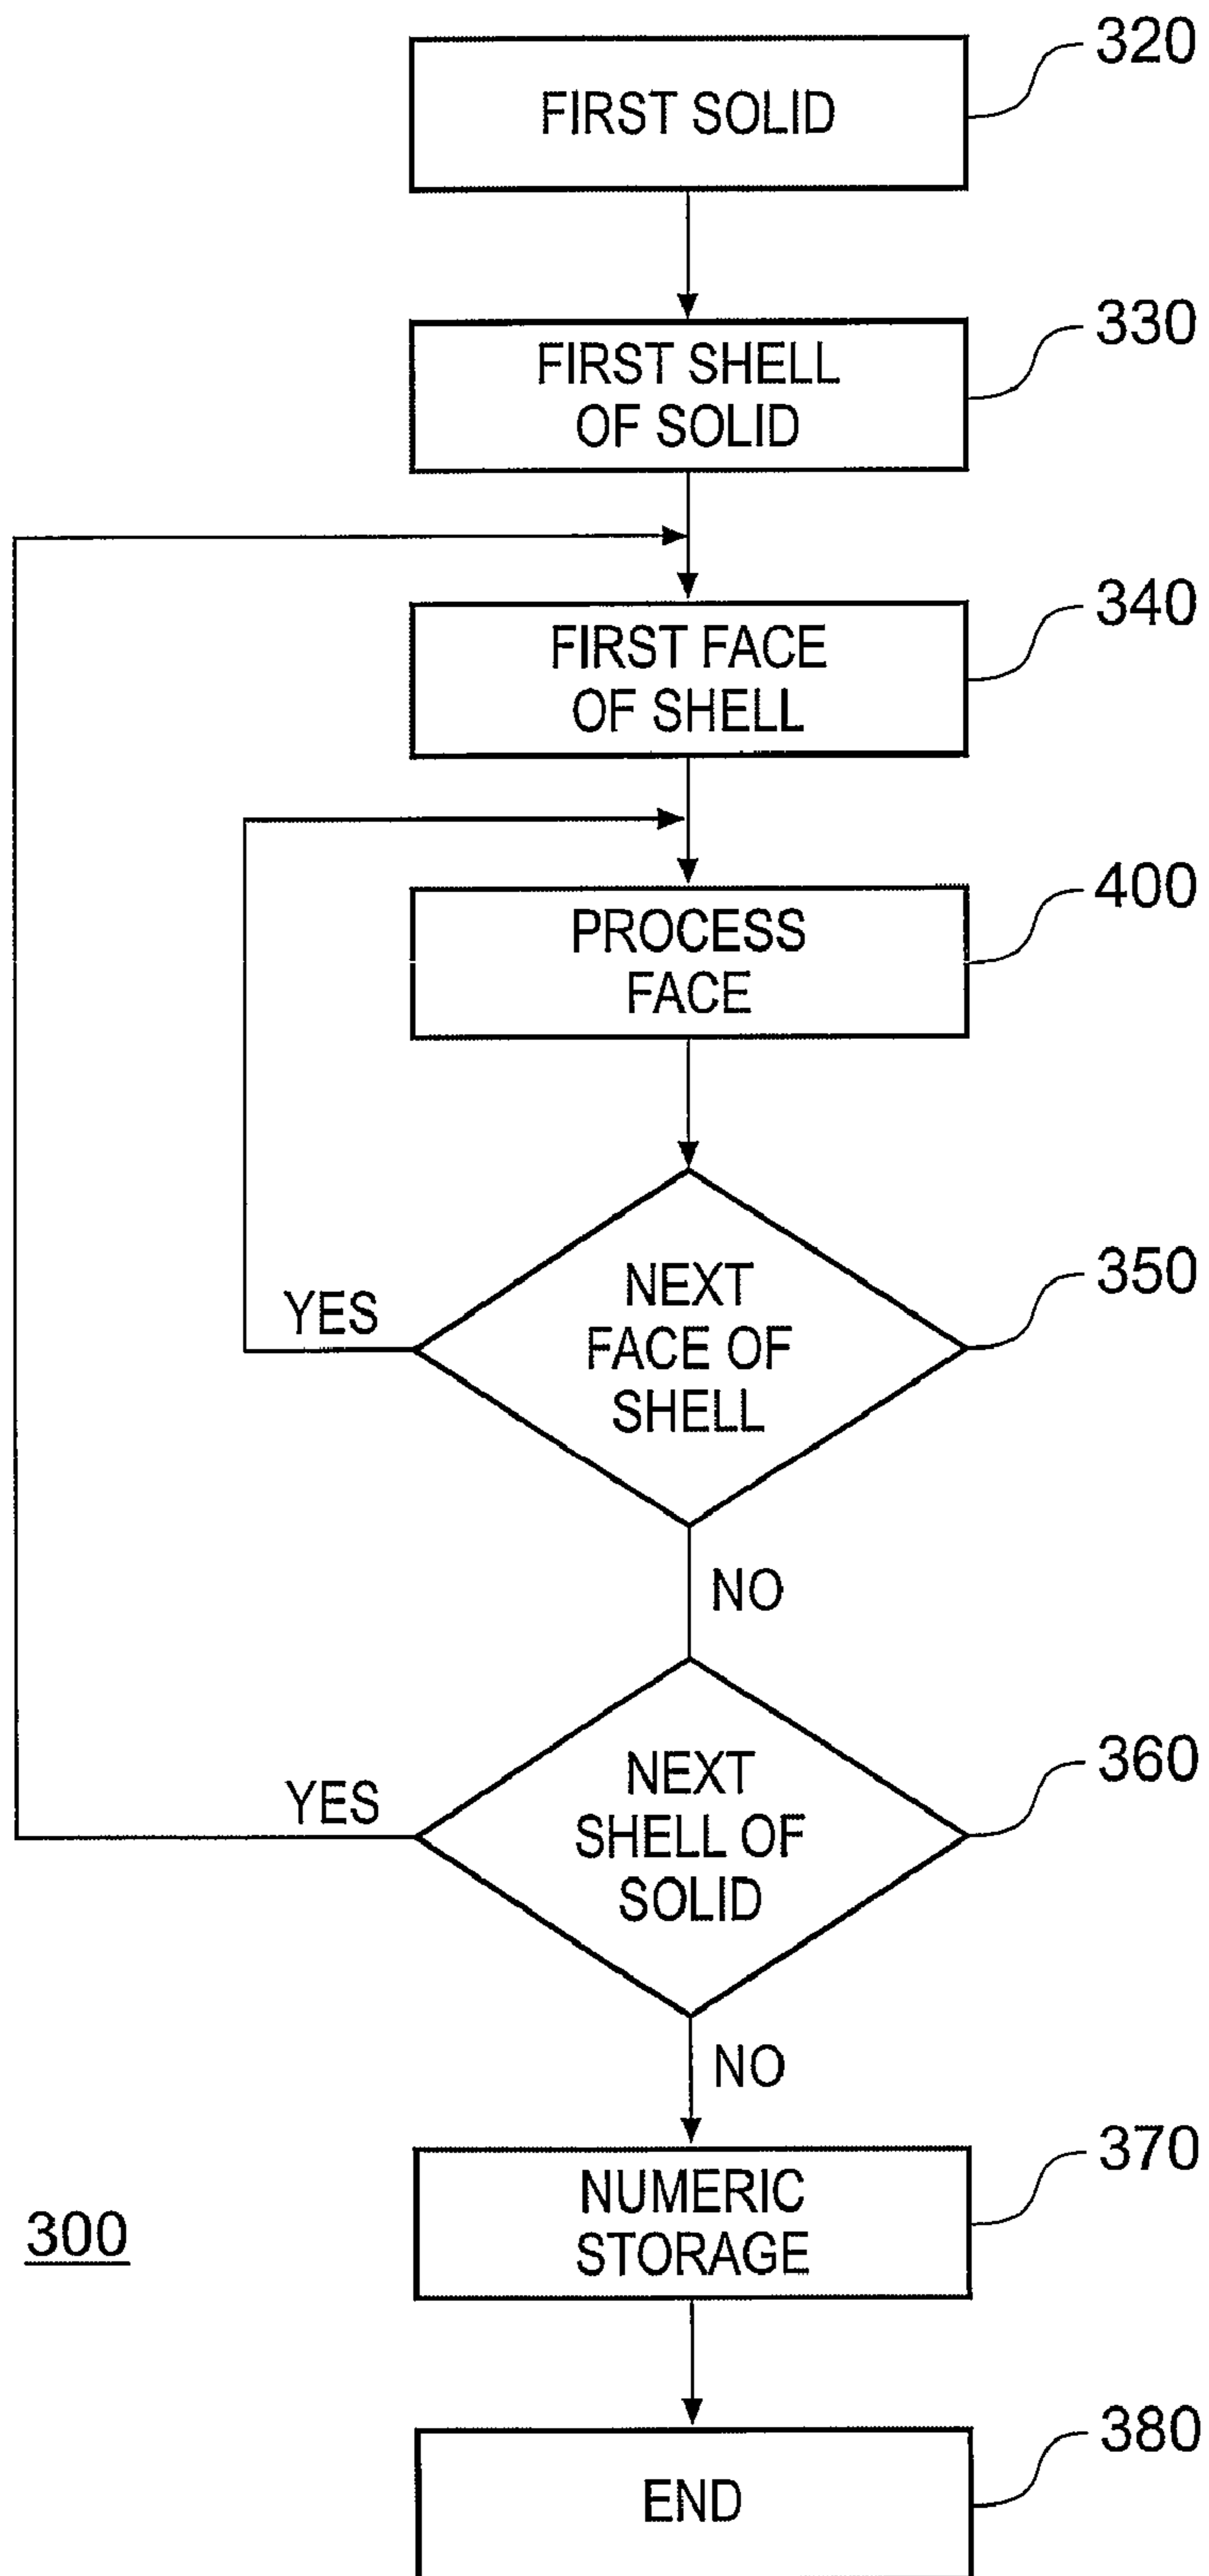 320
FIRST SOLID
330
FIRST SHELL
OF SOLID
340
FIRST FACE
OF SHELL
400
PROCESS
FACE
350
NEXT
FACE OF
SHELL
YES
NO
360
NEXT
SHELL OF
SOLID
YES
NO
370
NUMERIC
STORAGE
300
380
END